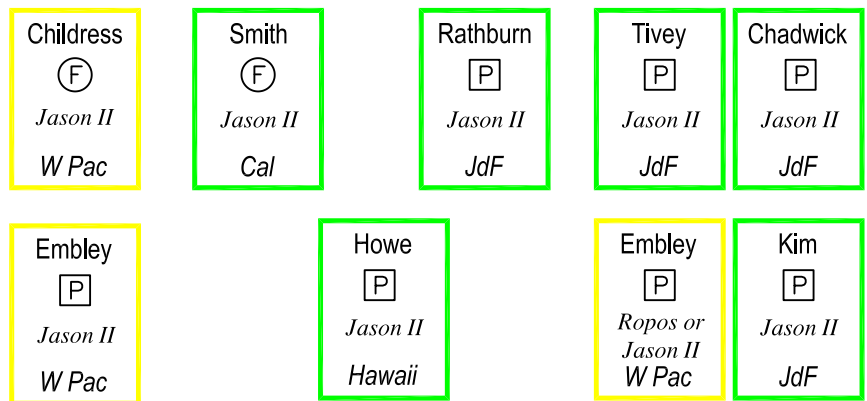 Childress
F
Jason II
W Pac
Smith
F
Jason II
Cal
Rathburn
P
Jason II
JdF
Tivey
P
Jason II
JdF
Chadwick
P
Jason II
JdF
Embley
P
Jason II
W Pac
Howe
P
Jason II
Hawaii
Embley
P
Ropos or
Jason II
W Pac
Kim
P
Jason II
JdF